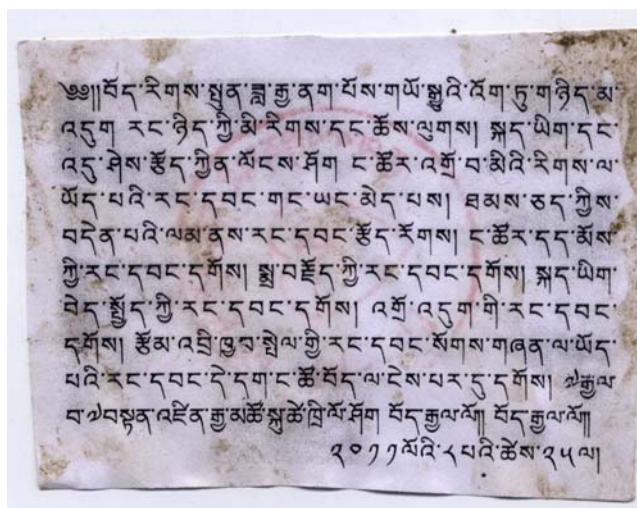 ༄༅།།བོད་རིགས་སྤུན་ཟླ་རྒྱ་ནག་པོས་གཡོ་སྒྱུའི་འོག་ཏུ་གཉིད་མ་
འདུག རང་ཉིད་ཀྱི་མི་རིགས་དང་ཆོས་ལུགས། སྐད་ཡིག་དང་
འདུ་ཤེས་རྩོད་ཀྱིན་ལོངས་ཤོག ང་ཚོར་འགྲོ་བ་མིའི་རིགས་ལ་
ཡོད་པའི་རང་དབང་གང་ཡང་མེད་པས། ཐམས་ཅད་ཀྱིས་
བདེན་པའི་ལམ་ནས་རང་དབང་རྩོད་རོགས། ང་ཚོར་དད་མོས་
ཀྱི་རང་དབང་དགོས། སྨྲ་བརྗོད་ཀྱི་རང་དབང་དགོས། སྐད་ཡིག་
བེད་སྤྱོད་ཀྱི་རང་དབང་དགོས། འགྲོ་འདུག་གི་རང་དབང་
དགོས། རྩོམ་འབྲི་ཁྱབ་སྤེལ་གྱི་རང་དབང་སོགས་གཞན་ལ་ཡོད་
པའི་རང་དབང་དེ་དག་ང་ཚོ་བོད་ལ་ངེས་པར་དུ་དགོས། ༧རྒྱལ་
བ་༧བསྟན་འཛིན་རྒྱ་མཚོ་སྐུ་ཚེ་ཁྲི་ལོ་ཤོག བོད་རྒྱལ་ལོ།། བོད་རྒྱལ་ལོ།།
༢༠༡༡ལོའི་༨པའི་ཚེས་༢༥ལ།